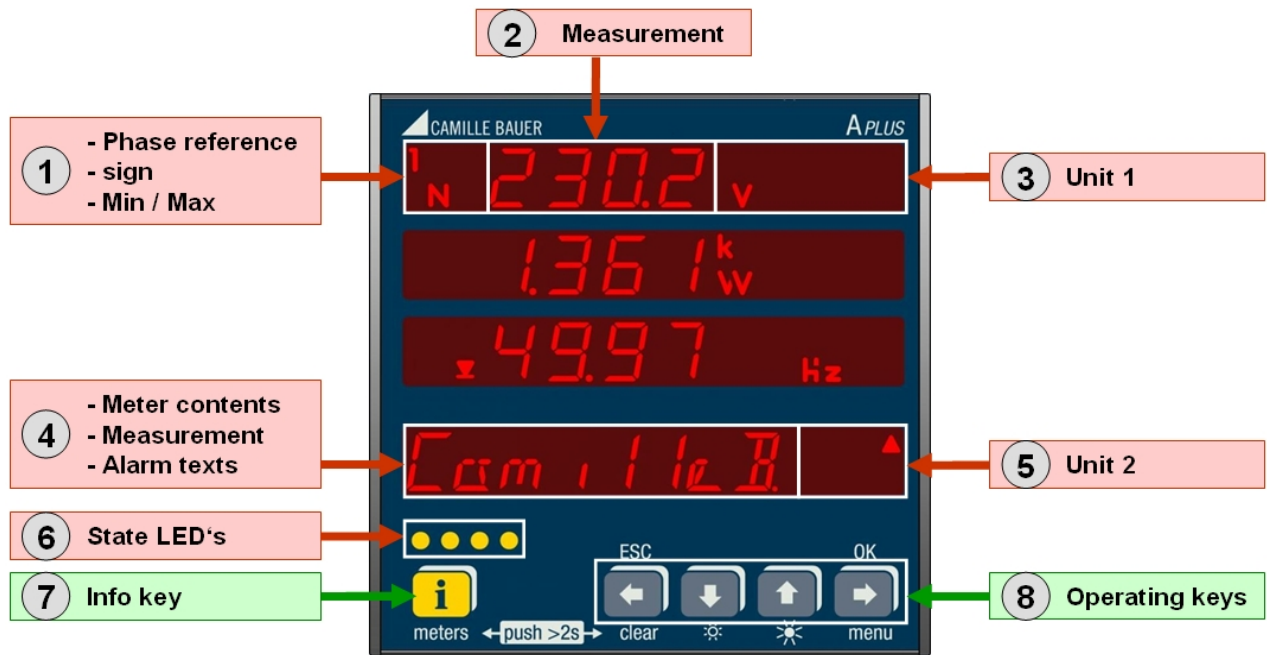 2 Measurement
CAMILLE BAUER
A PLUS
1
- Phase reference
- sign
- Min / Max
1 N 230.2 V
3 Unit 1
1.361 kW
49.97 Hz
4
- Meter contents
- Measurement
- Alarm texts
CamilleB.
5 Unit 2
6 State LED‘s
ESC
OK
7 Info key
i
8 Operating keys
meters
push >2s
clear
menu